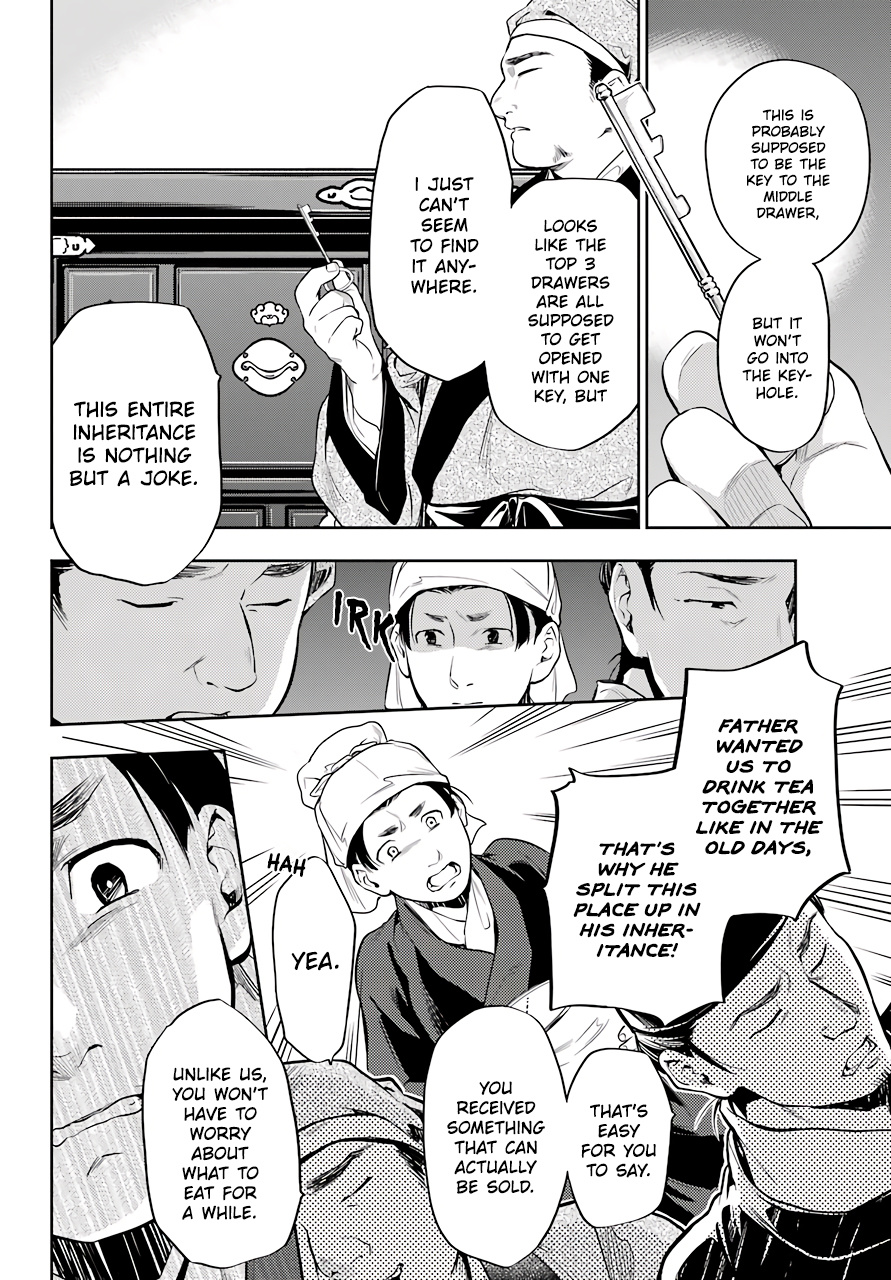 THIS IS
PROBABLY
SUPPOSED
TO BE THE
KEY TO THE
MIDDLE
DRAWER,
BUT IT
WON'T
GO INTO
THE KEY-
HOLE.
LOOKS
LIKE THE
TOP 3
DRAWERS
ARE ALL
SUPPOSED
TO GET
OPENED
WITH ONE
KEY, BUT
I JUST
CAN'T
SEEM
TO FIND
IT ANY-
WHERE.
THIS ENTIRE
INHERITANCE
IS NOTHING
BUT A JOKE.
IRK
FATHER
WANTED
US TO
DRINK TEA
TOGETHER
LIKE IN THE
OLD DAYS,
THAT'S
WHY HE
SPLIT THIS
PLACE UP IN
HIS INHER-
ITANCE!
HAH
YEA.
THAT'S
EASY
FOR YOU
TO SAY.
YOU
RECEIVED
SOMETHING
THAT CAN
ACTUALLY
BE SOLD.
UNLIKE US,
YOU WON'T
HAVE TO
WORRY
ABOUT
WHAT TO
EAT FOR
A WHILE.